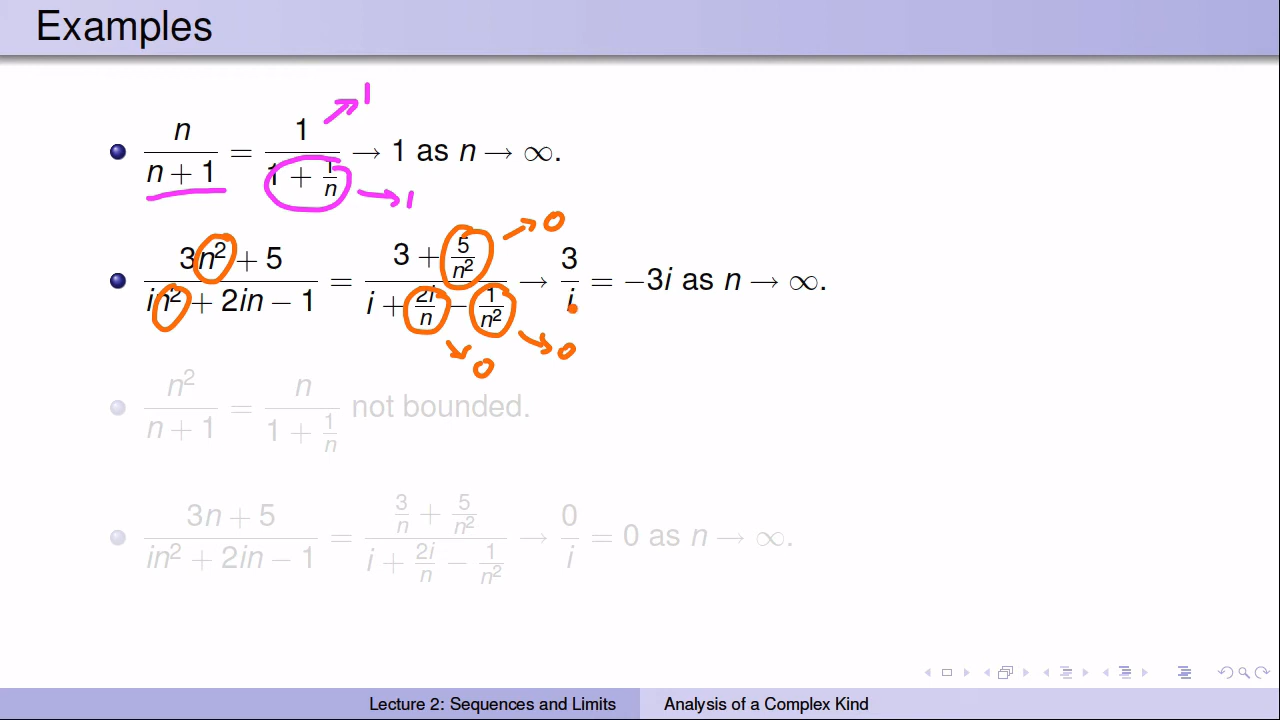 Examples
n/(n + 1) = 1/(1 + 1/n) → 1 as n → ∞.
→ 1
→ 1
(3n² + 5)/(in² + 2in − 1) = (3 + 5/n²)/(i + 2i/n − 1/n²) → 3/i = −3i as n → ∞.
→ 0
→ 0
→ 0
n²/(n + 1) = n/(1 + 1/n) not bounded.
(3n + 5)/(in² + 2in − 1) = (3/n + 5/n²)/(i + 2i/n − 1/n²) → 0/i = 0 as n → ∞.
Lecture 2: Sequences and Limits Analysis of a Complex Kind